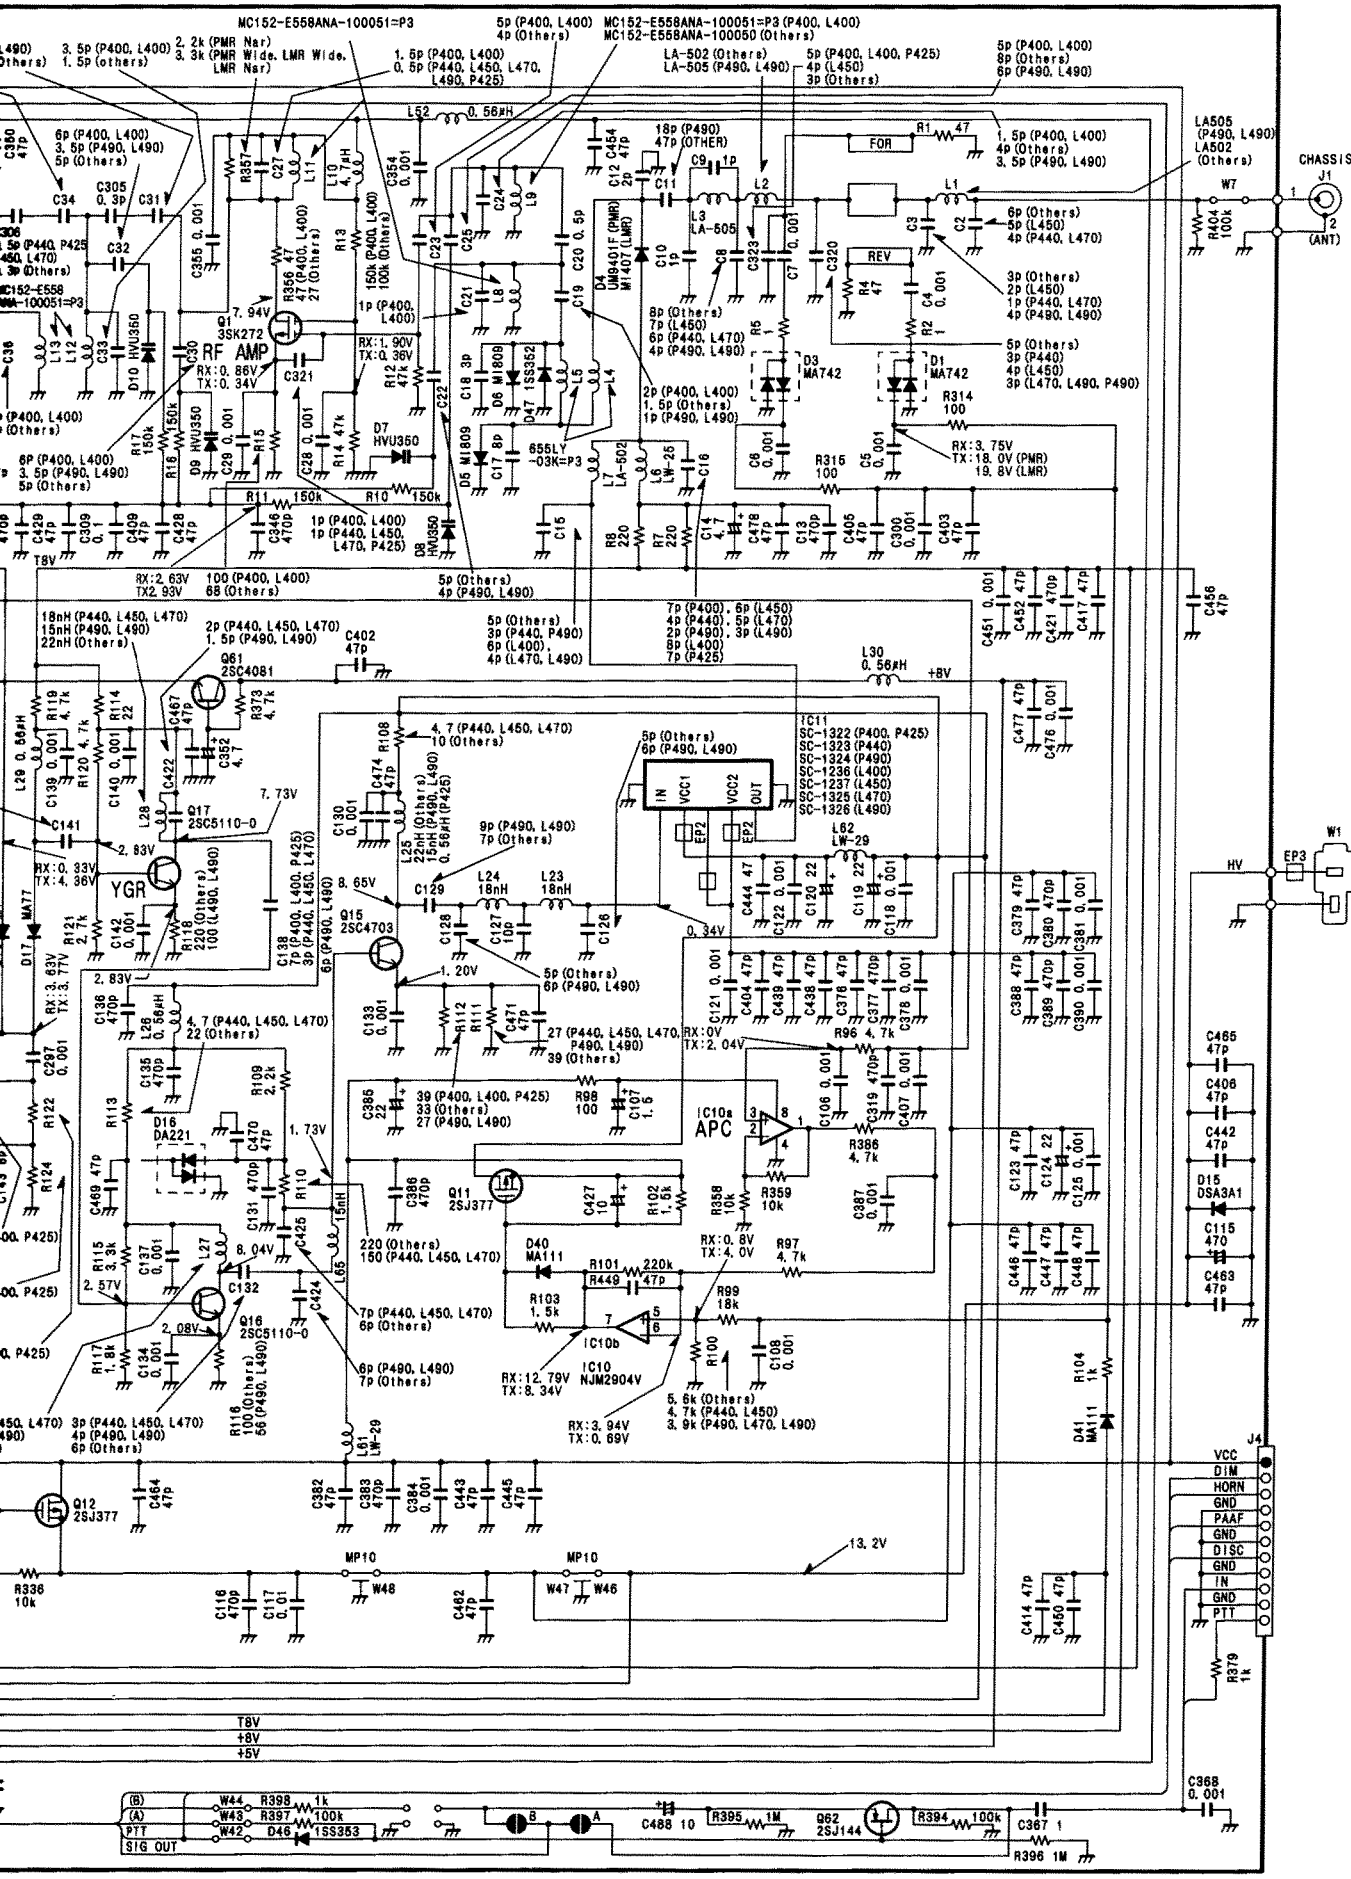 MC152-E558ANA-100051=P3
5p (P400, L400)
4p (Others)
MC152-E558ANA-100051=P3 (P400, L400)
MC152-E558ANA-100050 (Others)
3. 5p (P400, L400)
1. 5p (others)
2. 2k (PMR Nar)
3. 3k (PMR Wide, LMR Wide,
LMR Nar)
1. 5p (P400, L400)
0. 5p (P440, L450, L470,
L490, P425)
LA-502 (Others)
LA-505 (P490, L490)
5p (P400, L400, P425)
4p (L450)
3p (Others)
5p (P400, L400)
8p (Others)
6p (P490, L490)
L52
0. 56μH
6p (P400, L400)
3. 5p (P490, L490)
5p (Others)
C350
47p
R357
C27
L11
L10
4. 7μH
C354
0. 001
C454
47p
C12
2p
18p (P490)
47p (OTHER)
C11
C9
1p
L2
FOR
R1
47
1. 5p (P400, L400)
4p (Others)
3. 5p (P490, L490)
LA505
(P490, L490)
LA502
(Others)
CHASSIS
J1
W7
1
2
(ANT)
C34
C305
0. 3p
C31
C32
C355 0. 001
R356
47
47 (P400, L400)
27 (Others)
R13
150k (P400, L400)
100k (Others)
C23
C25
C24
L9
C20 0. 5p
C19
D4
UM9401F (PMR)
M1407 (LMR)
C10
1p
L3
LA-505
C8
C323
C7
0. 001
C320
L1
C3
C2
6p (Others)
5p (L450)
4p (P440, L470)
R404
100k
REV
R4
47
C4
0. 001
R5
1
R2
1
3p (Others)
2p (L450)
1p (P440, L470)
4p (P490, L490)
7. 94V
Q1
3SK272
RF AMP
RX:0. 86V
TX:0. 34V
C321
RX:1. 90V
TX:0. 36V
R12
47k
1p (P400,
L400)
C21
L8
C18 3p
D6 M1809
D47 1SS352
L5
L4
8p (Others)
7p (L450)
6p (P440, L470)
4p (P490, L490)
5p (Others)
3p (P440)
4p (L450)
3p (L470, L490, P490)
2p (P400, L400)
1. 5p (Others)
1p (P490, L490)
D3
MA742
D1
MA742
R314
100
RX:3. 75V
TX:18. 0V (PMR)
19. 8V (LMR)
C36
L13
L12
C33
D10
HVU350
C30
R17
150k
R16
150k
D9 HVU350
C29 0. 001
R15
C28 0. 001
R14 47k
D7
HVU350
C22
D5 M1809
C17 8p
655LY
-03K=P3
L7
LA-502
L6
LW-25
C16
C6
0. 001
C5
0. 001
R315
100
6P (P400, L400)
3. 5p (P490, L490)
5p (Others)
R11
150k
R10
150k
D8
HVU350
C429
47p
C309
0. 1
C409
47p
C428
47p
C346
470p
1p (P400, L400)
1p (P440, L450,
L470, P425)
C15
R8
220
R7
220
C14
4. 7
C478
47p
C13
470p
C405
47p
C300
0. 001
C403
47p
T8V
RX:2. 63V
TX2. 93V
100 (P400, L400)
68 (Others)
5p (Others)
4p (P490, L490)
C451 0. 001
C452 47p
C421 470p
C417 47p
C456
47p
18nH (P440, L450, L470)
15nH (P490, L490)
22nH (Others)
2p (P440, L450, L470)
1. 5p (P490, L490)
C402
47p
5p (Others)
3p (P440, P490)
6p (L400),
4p (L470, L490)
7p (P400), 6p (L450)
4p (P440), 5p (L470)
2p (P490), 3p (L490)
8p (L400)
7p (P425)
Q61
2SC4081
L30
0. 56μH
+8V
R119
4. 7k
R114
22
C467
47p
R373
4. 7k
C352
4. 7
L29 0. 56μH
C139 0. 001
R120 4. 7k
C140 0. 001
C422
L28
R108
4. 7 (P440, L450, L470)
10 (Others)
C474
47p
C130
0. 001
L25
22nH (Others)
15nH (P490, L490)
0. 56μH (P425)
5p (Others)
6p (P490, L490)
IC11
SC-1322 (P400, P425)
SC-1323 (P440)
SC-1324 (P490)
SC-1236 (L400)
SC-1237 (L450)
SC-1325 (L470)
SC-1326 (L490)
IN
VCC1
VCC2
OUT
EP2
EP2
C477 47p
C476 0. 001
C141
2. 83V
Q17
2SC5110-O
7. 73V
YGR
RX:0. 33V
TX:4. 36V
R121
2. 7k
D17
MA77
C142
0. 001
R118
220 (Others)
100 (L490, L490)
C138
7p (P400, L400, P425)
3p (P440, L450, L470)
6p (P490, L490)
8. 65V
Q15
2SC4703
C129
9p (P490, L490)
7p (Others)
L24
18nH
L23
18nH
C128
C127
10p
C126
5p (Others)
6p (P490, L490)
0. 34V
L62
LW-29
C444 47
C122 0. 001
C120 22
C119 22
C118 0. 001
C379 47p
C380 470p
C381 0. 001
HV
EP3
W1
RX:3. 63V
TX:3. 77V
2. 83V
C136
470p
L26
0. 56μH
C133
0. 001
1. 20V
R112
R111
C471
47p
C121 0. 001
C404 47p
C439 47p
C438 47p
C376 47p
C377 470p
C378 0. 001
C388 47p
C389 470p
C390 0. 001
C297
0. 001
4. 7 (P440, L450, L470)
22 (Others)
27 (P440, L450, L470,
P490, L490)
39 (Others)
RX:0V
TX:2. 04V
R96 4. 7k
C135
470p
R109
2. 2k
R113
R122
R124
D16
DA221
C470
47p
1. 73V
C385
22
39 (P400, L400, P425)
33 (Others)
27 (P490, L490)
R98
100
C107
1. 5
IC10a
APC
3
2
8
1
4
C106 0. 001
C319 470p
C407 0. 001
R386
4. 7k
C465
47p
C406
47p
C442
47p
D15
DSA3A1
C115
470
C463
47p
C469 47p
C131 470p
R110
C425
15nH
L65
C386
470p
Q11
2SJ377
C427
10
R102
1. 5k
R358
10k
R359
10k
C387
0. 001
C123 47p
C124 22
C125 0. 001
R115
3. 3k
C137
0. 001
L27
8. 04V
C132
C424
220 (Others)
150 (P440, L450, L470)
D40
MA111
R101
220k
R449
47p
RX:0. 8V
TX:4. 0V
R97
4. 7k
C446 47p
C447 47p
C448 0. 001
2. 57V
Q16
2SC5110-O
2. 08V
R117
1. 8k
C134
0. 001
R116
100 (Others)
56 (P490, L490)
7p (P440, L450, L470)
6p (Others)
6p (P490, L490)
7p (Others)
R103
1. 5k
7
5
6
IC10b
IC10
NJM2904V
R99
18k
R100
C108
0. 001
RX:12. 79V
TX:8. 34V
5. 6k (Others)
4. 7k (P440, L450)
3. 9k (P490, L470, L490)
RX:3. 94V
TX:0. 69V
R104
1k
D41
MA111
3p (P440, L450, L470)
4p (P490, L490)
6p (Others)
L61
LW-29
J4
VCC
DIM
HORN
GND
PAAF
GND
DISC
GND
IN
GND
PTT
Q12
2SJ377
C464
47p
C382
47p
C383
470p
C384
0. 001
C443
47p
C445
47p
13. 2V
R336
10k
C116
470p
C117
0. 01
MP10
W48
C462
47p
MP10
W47
W46
C414 47p
C450 47p
R379
1k
T8V
+8V
+5V
(B)
(A)
PTT
SIG OUT
W44
W43
W42
R398
1k
R397
100k
D46
1SS353
B
A
C488 10
R395
1M
Q62
2SJ144
R394
100k
C367 1
R396 1M
C368
0. 001